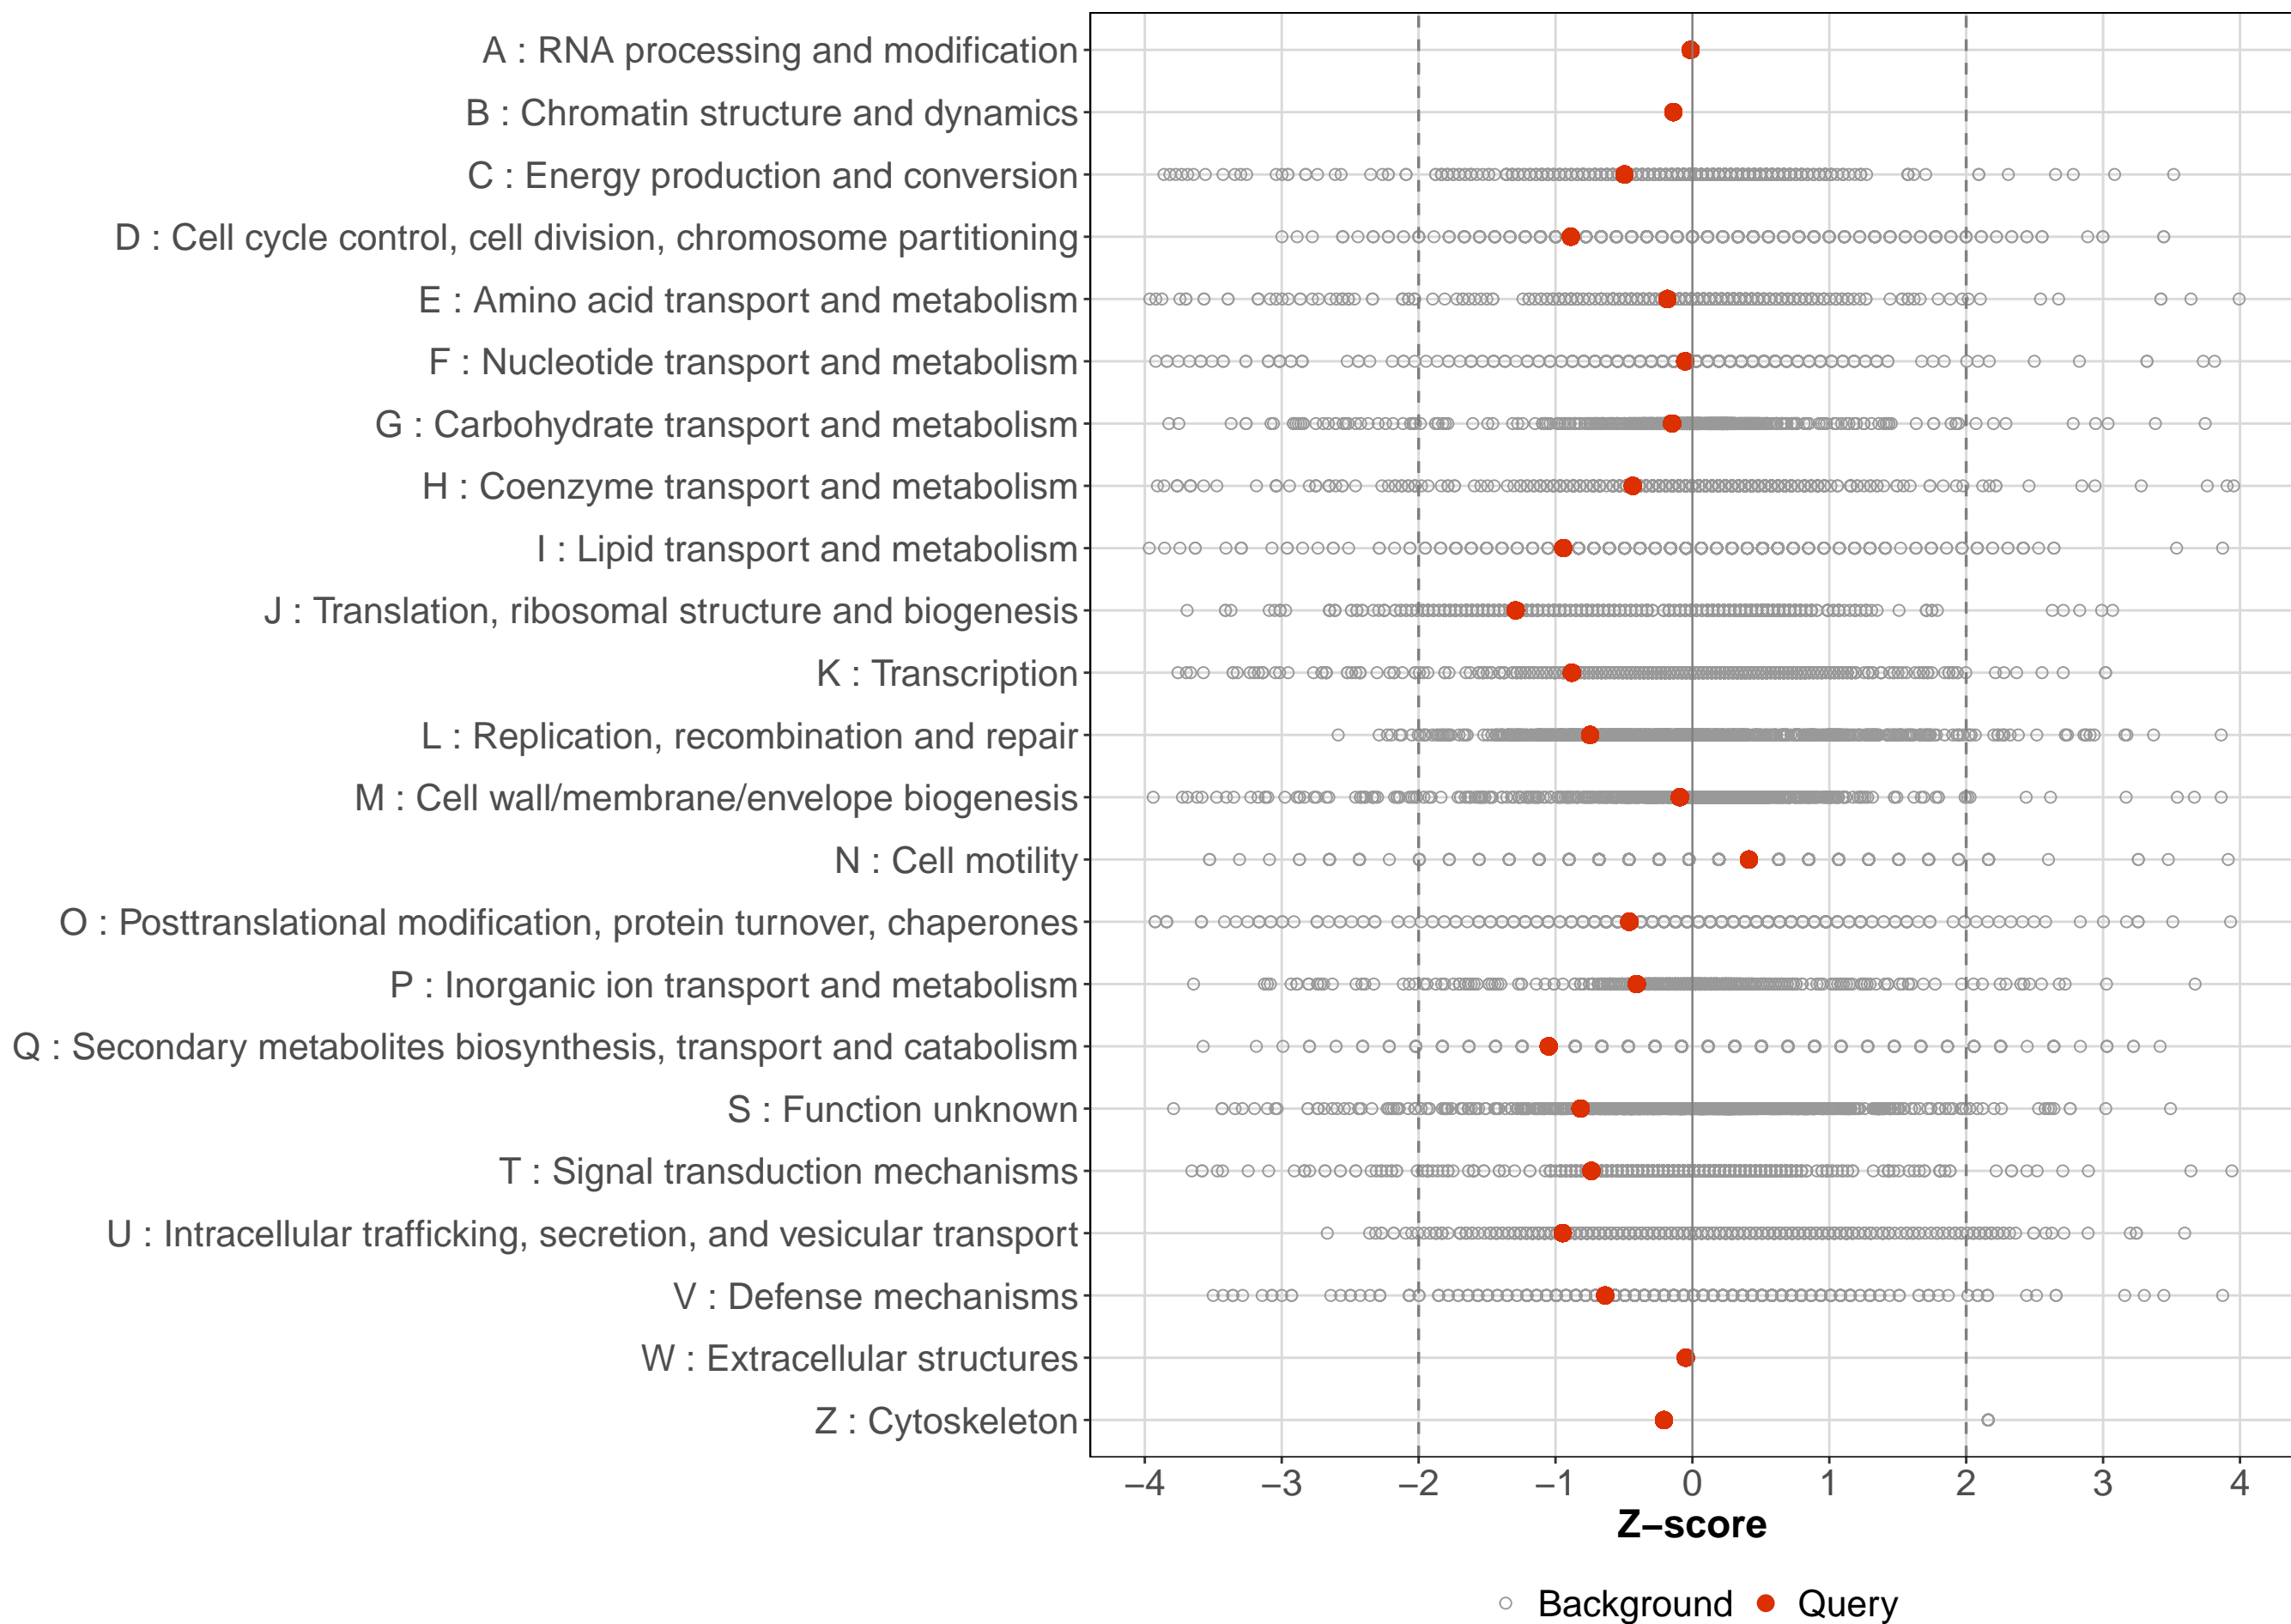 A : RNA processing and modification
B : Chromatin structure and dynamics
C : Energy production and conversion
D : Cell cycle control, cell division, chromosome partitioning
E : Amino acid transport and metabolism
F : Nucleotide transport and metabolism
G : Carbohydrate transport and metabolism
H : Coenzyme transport and metabolism
I : Lipid transport and metabolism
J : Translation, ribosomal structure and biogenesis
K : Transcription
L : Replication, recombination and repair
M : Cell wall/membrane/envelope biogenesis
N : Cell motility
O : Posttranslational modification, protein turnover, chaperones
P : Inorganic ion transport and metabolism
Q : Secondary metabolites biosynthesis, transport and catabolism
S : Function unknown
T : Signal transduction mechanisms
U : Intracellular trafficking, secretion, and vesicular transport
V : Defense mechanisms
W : Extracellular structures
Z : Cytoskeleton
−4 −3 −2 −1 0 1 2 3 4
Z−score
Background Query